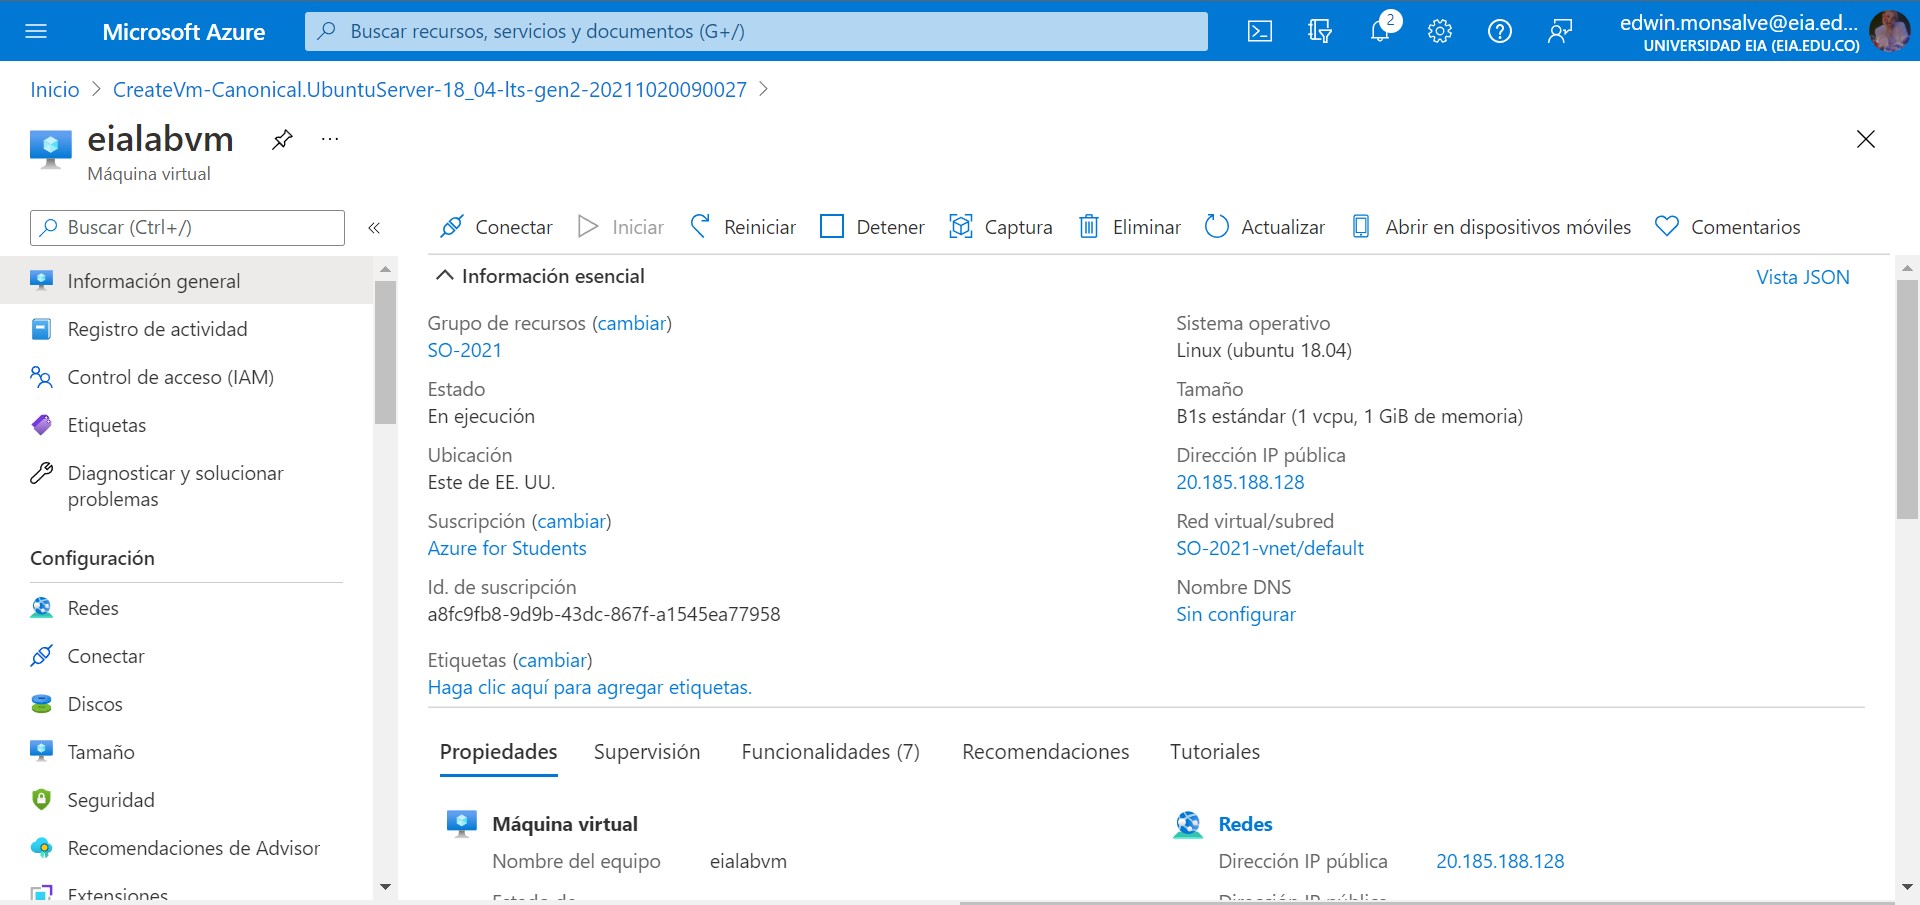 Microsoft Azure
Buscar recursos, servicios y documentos (G+/)
2
edwin.monsalve@eia.ed...
UNIVERSIDAD EIA (EIA.EDU.CO)
Inicio > CreateVm-Canonical.UbuntuServer-18_04-lts-gen2-20211020090027 >
eialabvm
...
Máquina virtual
Buscar (Ctrl+/)
«
Conectar
Iniciar
Reiniciar
Detener
Captura
Eliminar
Actualizar
Abrir en dispositivos móviles
Comentarios
Información general
Registro de actividad
Control de acceso (IAM)
Etiquetas
Diagnosticar y solucionar
problemas
Configuración
Redes
Conectar
Discos
Tamaño
Seguridad
Recomendaciones de Advisor
Extensiones
Información esencial
Vista JSON
Grupo de recursos (cambiar)
SO-2021
Estado
En ejecución
Ubicación
Este de EE. UU.
Suscripción (cambiar)
Azure for Students
Id. de suscripción
a8fc9fb8-9d9b-43dc-867f-a1545ea77958
Etiquetas (cambiar)
Haga clic aquí para agregar etiquetas.
Sistema operativo
Linux (ubuntu 18.04)
Tamaño
B1s estándar (1 vcpu, 1 GiB de memoria)
Dirección IP pública
20.185.188.128
Red virtual/subred
SO-2021-vnet/default
Nombre DNS
Sin configurar
Propiedades
Supervisión
Funcionalidades (7)
Recomendaciones
Tutoriales
Máquina virtual
Nombre del equipo eialabvm
Estado de
Redes
Dirección IP pública 20.185.188.128
Dirección IP pública